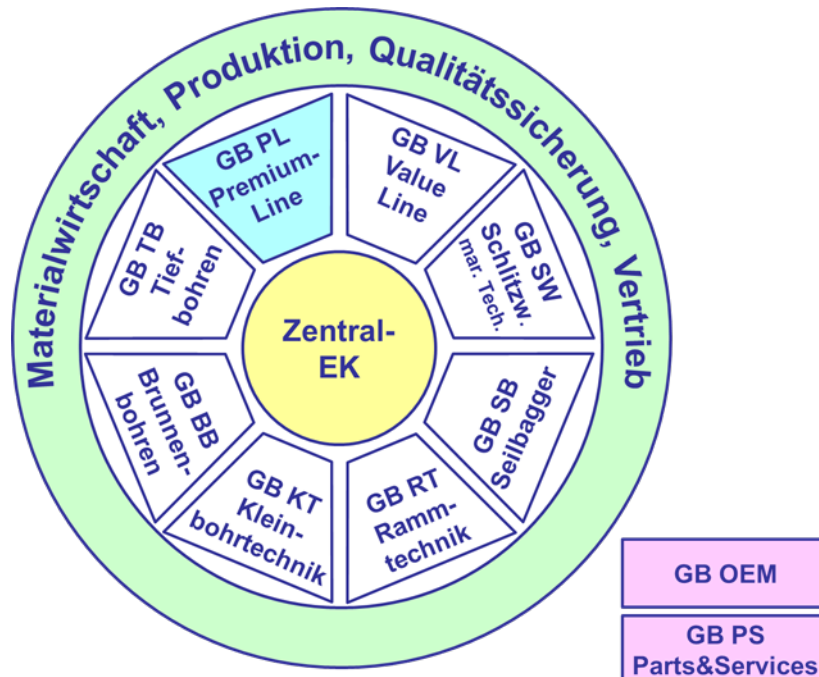 Materialwirtschaft, Produktion, Qualitätssicherung, Vertrieb
GB PL
Premium-
Line
GB VL
Value
Line
GB SW
Schlitzw.
mar. Tech.
GB SB
Seilbagger
GB RT
Ramm-
technik
GB KT
Klein-
bohrtechnik
GB BB
Brunnen-
bohren
GB TB
Tief-
bohren
Zentral-
EK
GB OEM
GB PS
Parts&Services